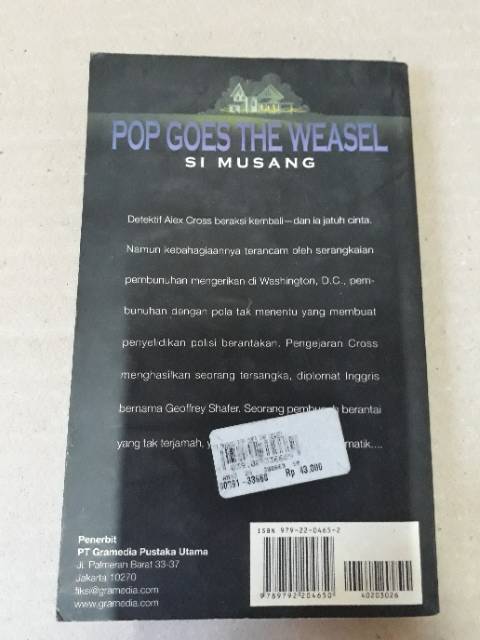 POP GOES THE WEASEL
SI MUSANG
Detektif Alex Cross beraksi kembali—dan ia jatuh cinta.
Namun kebahagiaannya terancam oleh serangkaian
pembunuhan mengerikan di Washington, D.C., pem-
bunuhan dengan pola tak menentu yang membuat
penyelidikan polisi berantakan. Pengejaran Cross
menghasilkan seorang tersangka, diplomat Inggris
bernama Geoffrey Shafer. Seorang berantai
yang tak terjamah,
Rp 43,000
ISBN 979-22-0465-2
9789792204650
40203026
Penerbit
PT Gramedia Pustaka Utama
Jl. Palmerah Barat 33-37
Jakarta 10270
fiksi@gramedia.com
www.gramedia.com